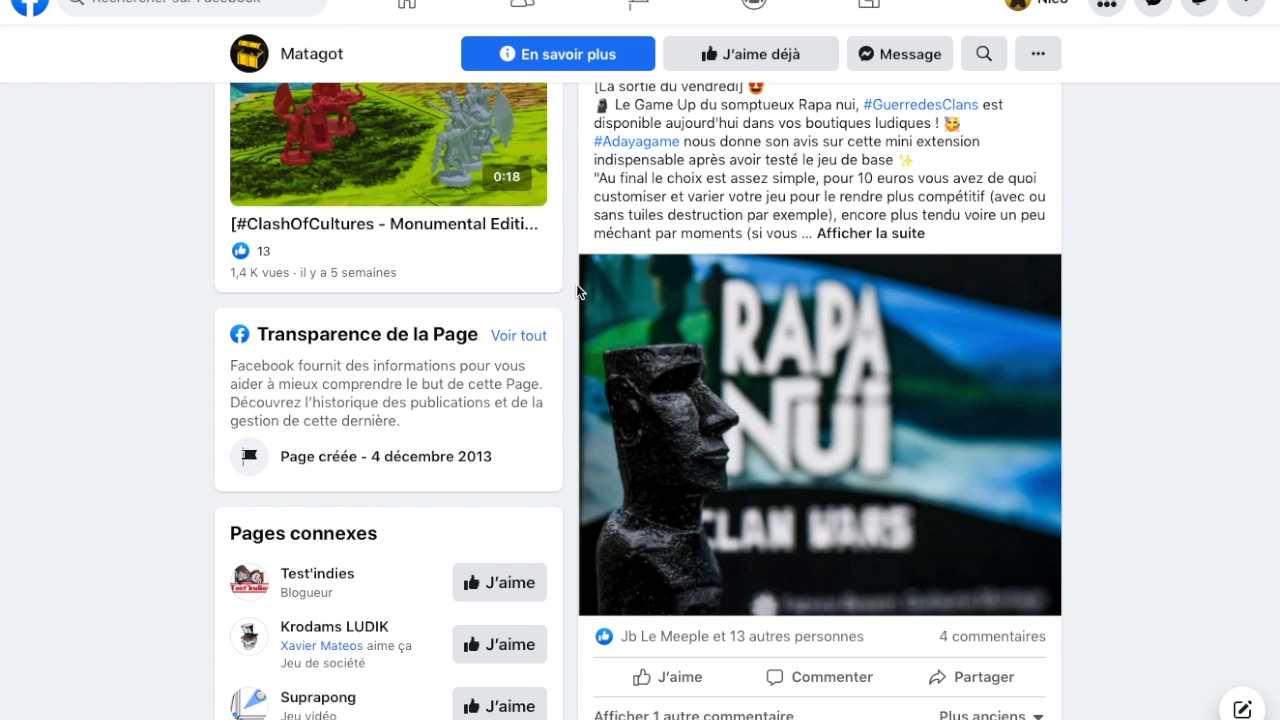 Rechercher sur Facebook
Nico
Matagot
En savoir plus
J'aime déjà
Message
0:18
[#ClashOfCultures - Monumental Editi...
13
1,4 K vues · il y a 5 semaines
Transparence de la Page
Voir tout
Facebook fournit des informations pour vous
aider à mieux comprendre le but de cette Page.
Découvrez l'historique des publications et de la
gestion de cette dernière.
Page créée - 4 décembre 2013
Pages connexes
Test'indies
Blogueur
J'aime
Krodams LUDIK
Xavier Mateos aime ça
Jeu de société
J'aime
Suprapong
Jeu vidéo
J'aime
[La sortie du vendredi] 😍
🗿 Le Game Up du somptueux Rapa nui, #GuerredesClans est
disponible aujourd'hui dans vos boutiques ludiques ! 🥰
#Adayagame nous donne son avis sur cette mini extension
indispensable après avoir testé le jeu de base ✨
"Au final le choix est assez simple, pour 10 euros vous avez de quoi
customiser et varier votre jeu pour le rendre plus compétitif (avec ou
sans tuiles destruction par exemple), encore plus tendu voire un peu
méchant par moments (si vous ... Afficher la suite
RAPA
NUI
CLAN WARS
Jb Le Meeple et 13 autres personnes
4 commentaires
J'aime
Commenter
Partager
Afficher 1 autre commentaire
Plus anciens